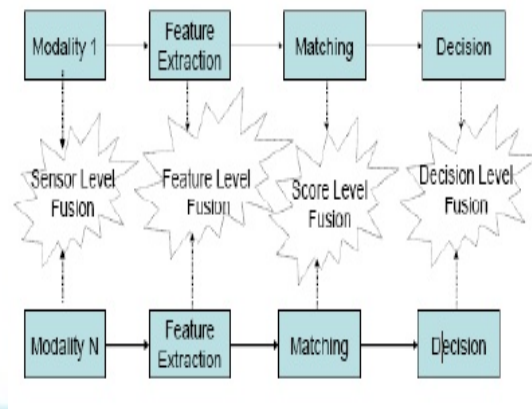 Modality 1
Feature
Extraction
Matching
Decision
Sensor Level
Fusion
Feature Level
Fusion
Score Level
Fusion
Decision Level
Fusion
Modality N
Feature
Extraction
Matching
Decision